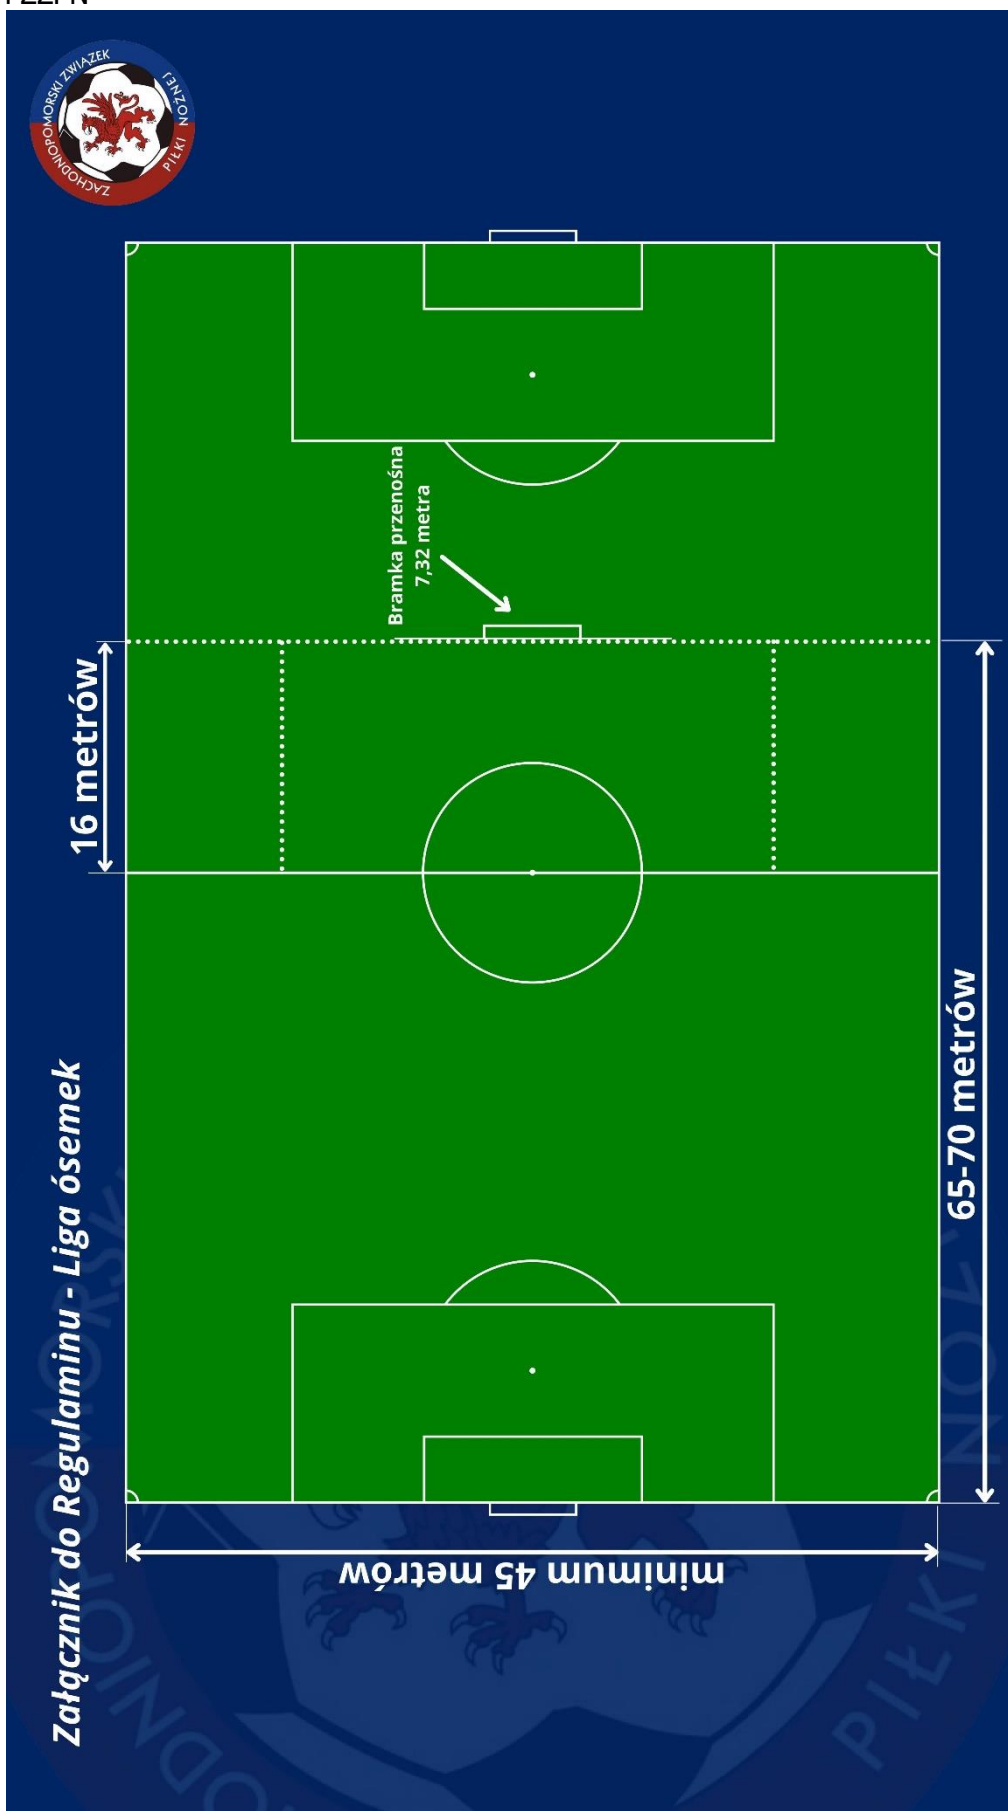 ZACHODNIOPOMORSKI ZWIĄZEK
PIŁKI NOŻNEJ
Załącznik do Regulaminu - Liga ósemek
16 metrów
Bramka przenośna
7,32 metra
65-70 metrów
minimum 45 metrów